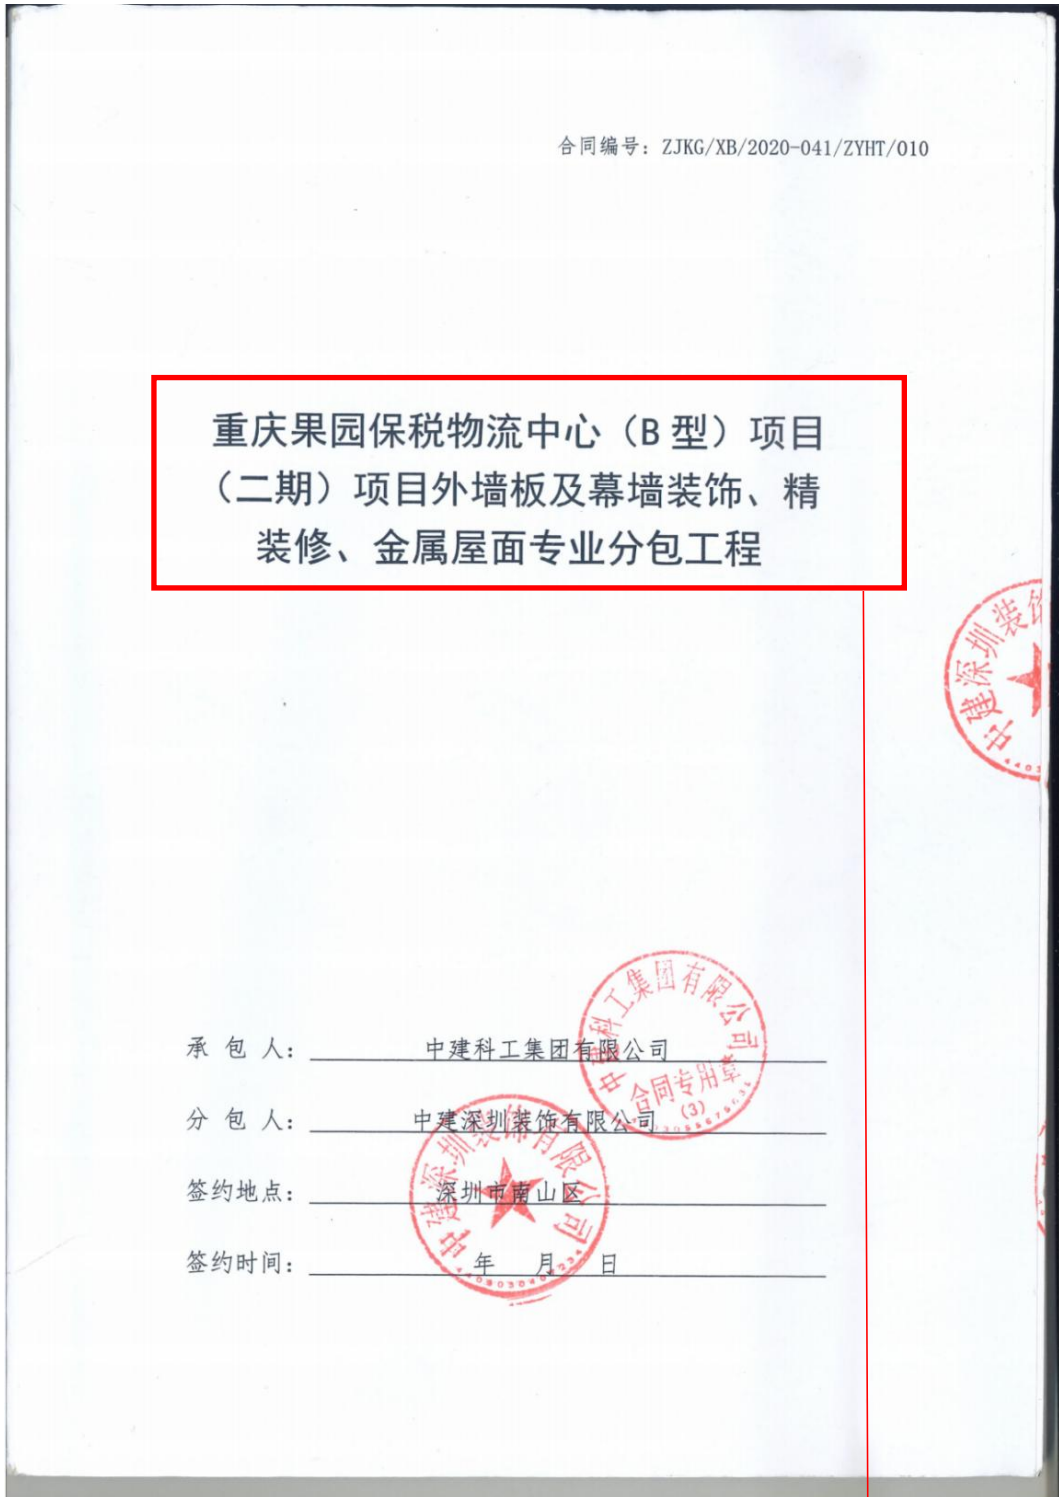 合同编号：ZJKG/XB/2020-041/ZYHT/010
重庆果园保税物流中心（B 型）项目
（二期）项目外墙板及幕墙装饰、精
装修、金属屋面专业分包工程
中建深圳装饰
承 包 人：中建科工集团有限公司
中建科工集团有限公司
合同专用章
(3)
分 包 人：中建深圳装饰有限公司
中建深圳装饰有限公司
签约地点：深圳市南山区
签约时间： 年 月 日